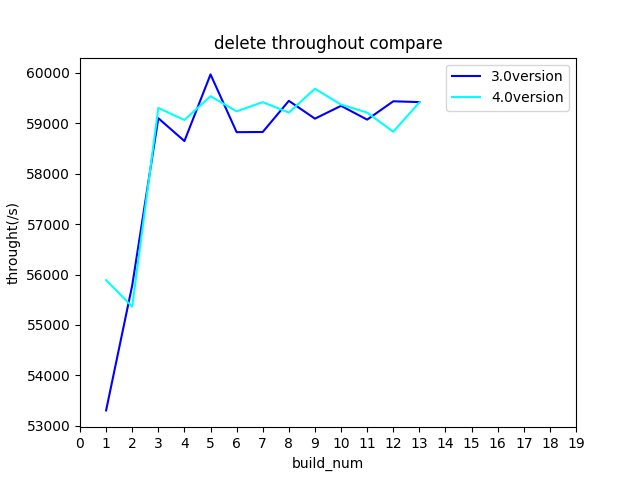 delete throughout compare
3.0version
4.0version
throught(/s)
60000
59000
58000
57000
56000
55000
54000
53000
0 1 2 3 4 5 6 7 8 9 10 11 12 13 14 15 16 17 18 19
build_num